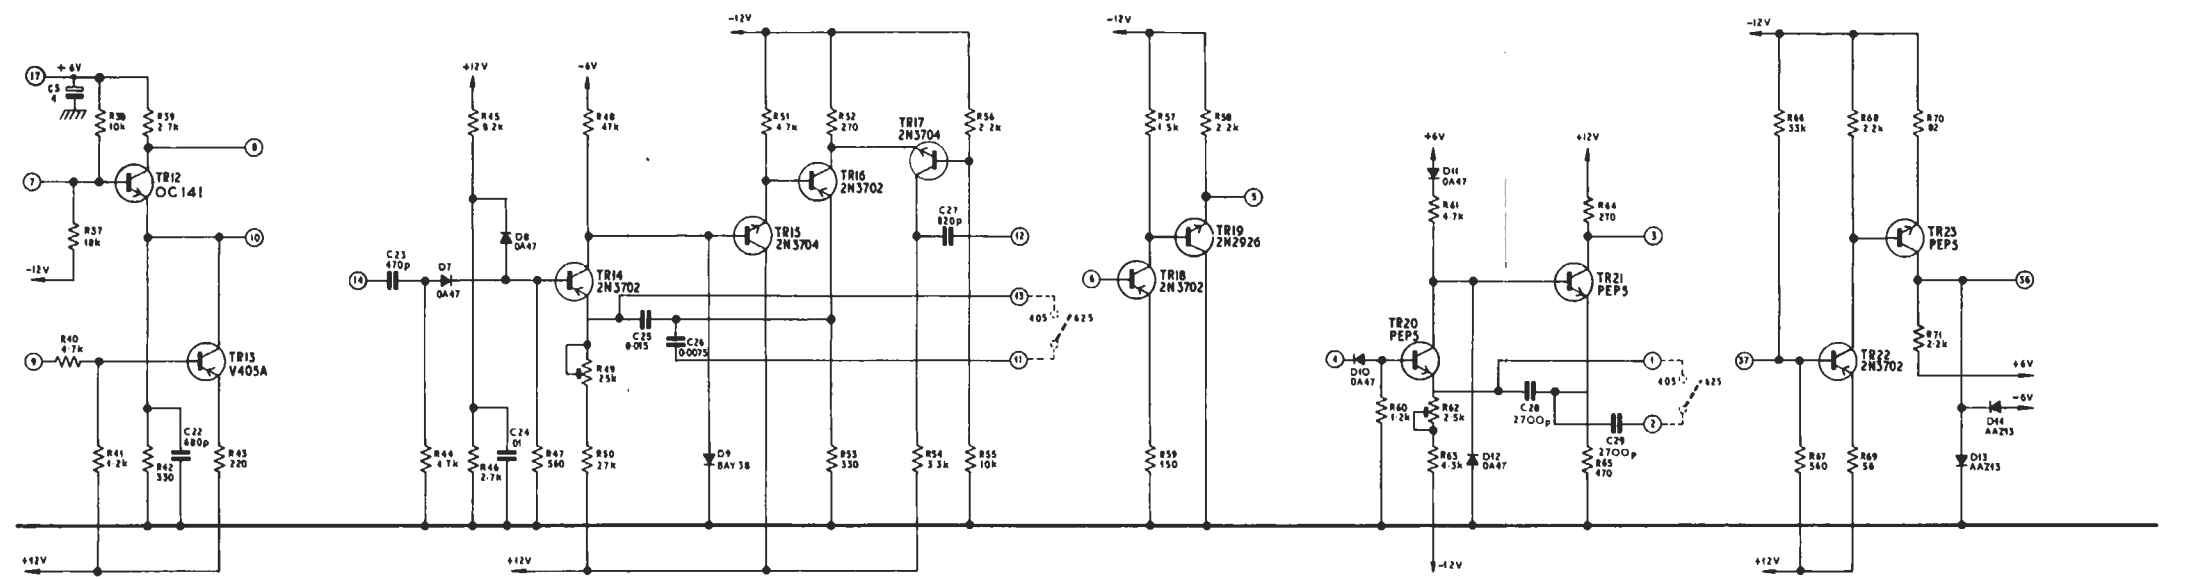 -12V
-12V
-12V
17
+6V
C5
4
R38
10k
R39
2·7k
8
7
TR12
OC141
R37
18k
-12V
10
9
R40
4·7k
TR13
V405A
R41
1·2k
R42
330
C22
680p
R43
220
+12V
+12V
R45
8·2k
-6V
R48
47k
R51
4·7k
R52
270
TR17
2N3704
R56
2·2k
TR16
2N3702
C27
820p
12
TR15
2N3704
D8
0A47
14
C23
470p
D7
0A47
TR14
2N3702
13
C25
0·015
C26
0·0075
405
625
11
R49
25k
R44
4·7k
R46
2·7k
C24
·01
R47
560
R50
27k
D9
BAY 38
R53
330
R54
3·3k
R55
10k
+12V
R57
1·5k
R58
2·2k
5
TR19
2N2926
6
TR18
2N3702
R59
150
+6V
D11
0A47
R61
4·7k
+12V
R64
270
3
TR21
PEP5
TR20
PEP5
4
D10
0A47
1
405
625
R60
1·2k
R62
2·5k
C28
2700p
2
C29
2700p
R63
4·3k
D12
0A47
R65
470
-12V
R66
33k
R68
2·2k
R70
82
TR23
PEP5
36
R71
2·2k
37
TR22
2N3702
+6V
-6V
D14
AAZ13
R67
560
R69
56
D13
AAZ13
+12V